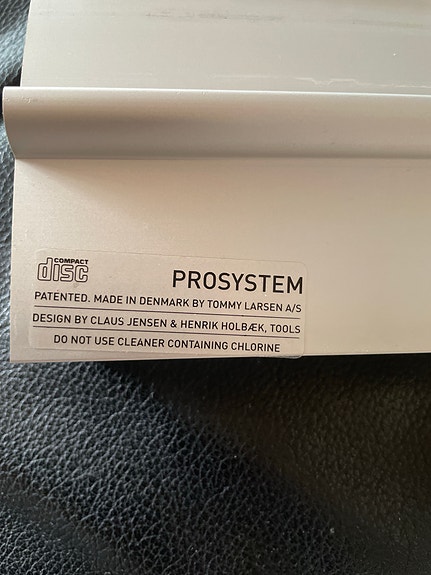 COMPACT
disc
PROSYSTEM
PATENTED. MADE IN DENMARK BY TOMMY LARSEN A/S
DESIGN BY CLAUS JENSEN & HENRIK HOLBÆK, TOOLS
DO NOT USE CLEANER CONTAINING CHLORINE